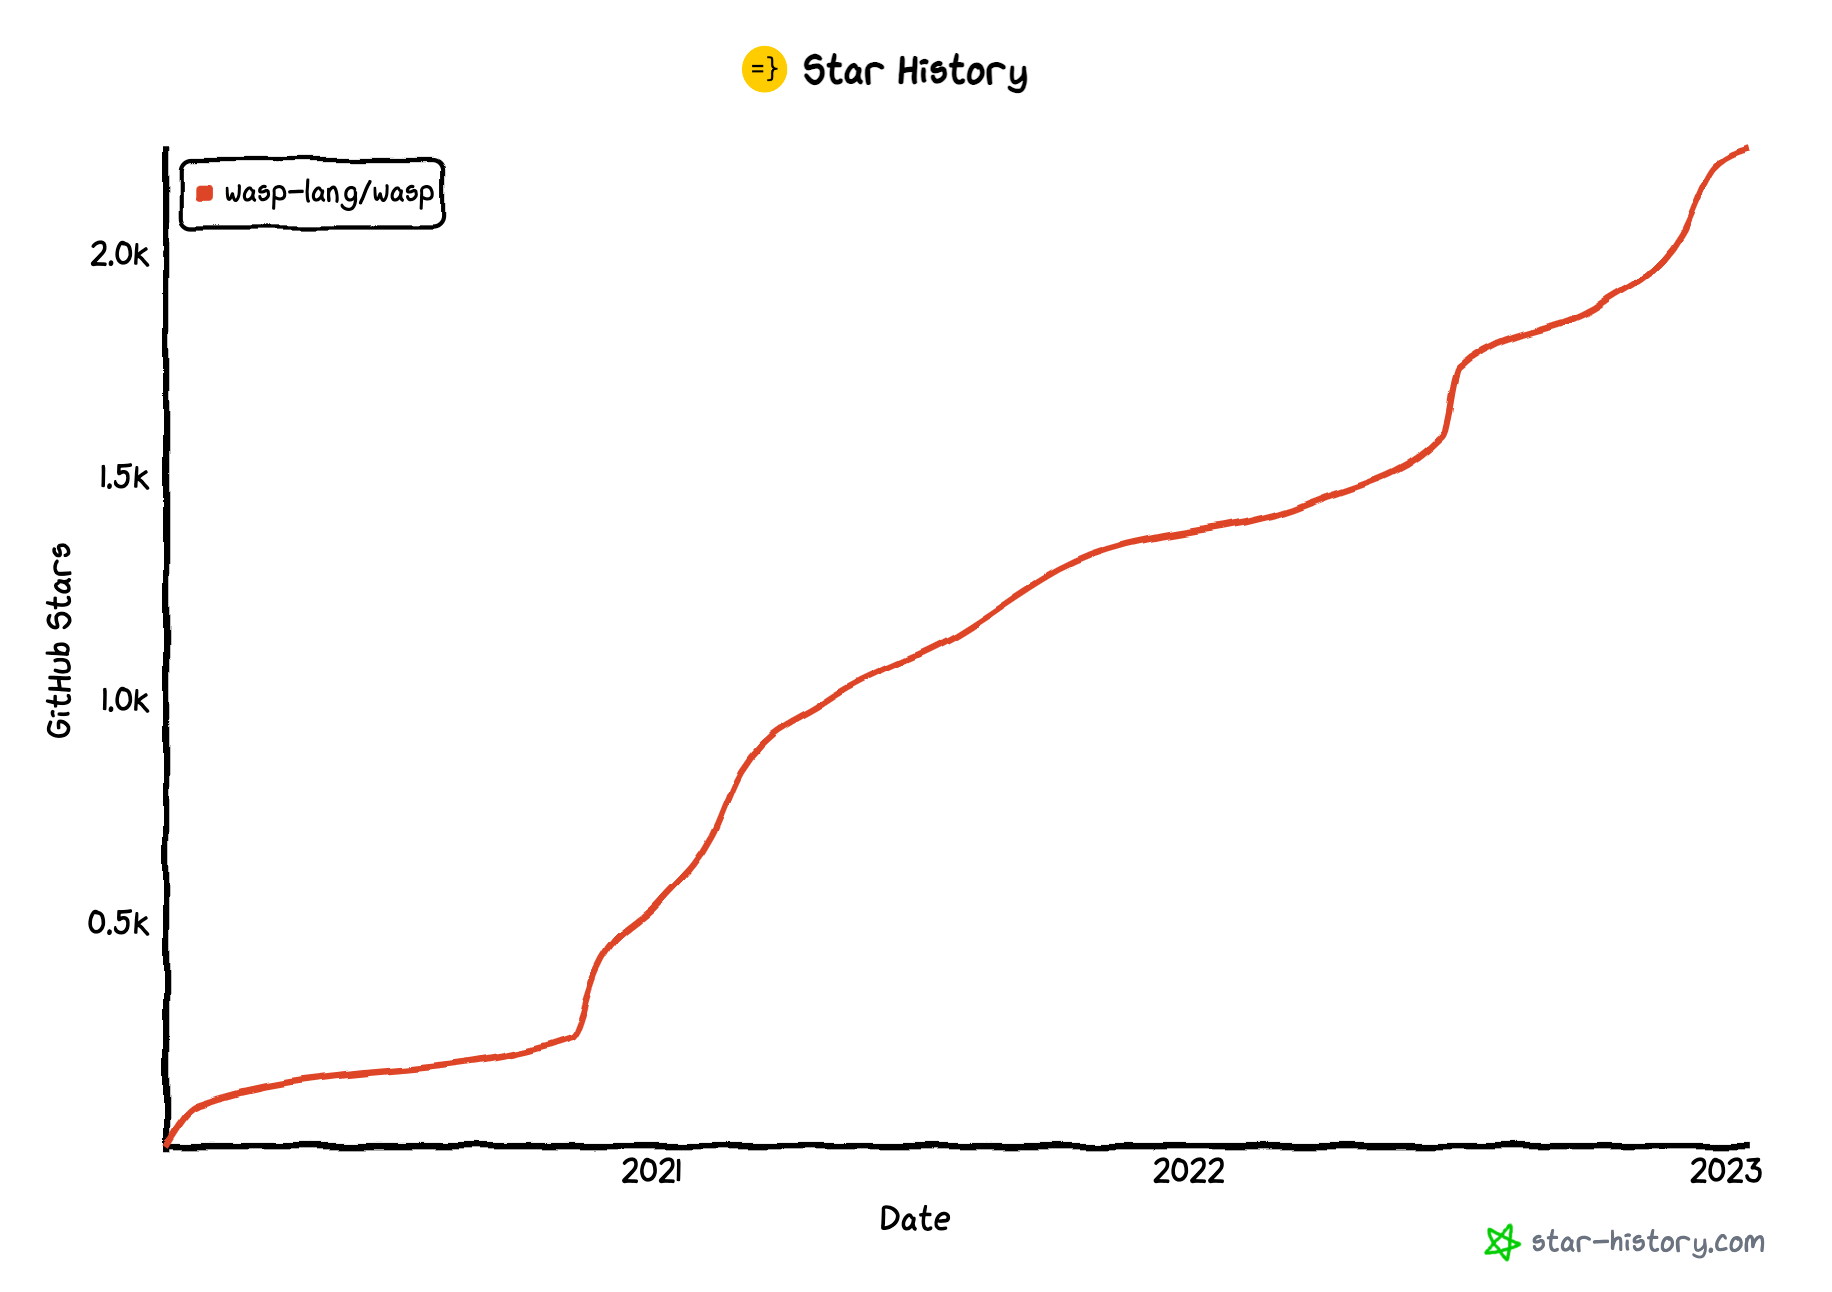 =} Star History
wasp-lang/wasp
2.0k
1.5k
1.0k
0.5k
GitHub Stars
2021 2022 2023
Date
star-history.com